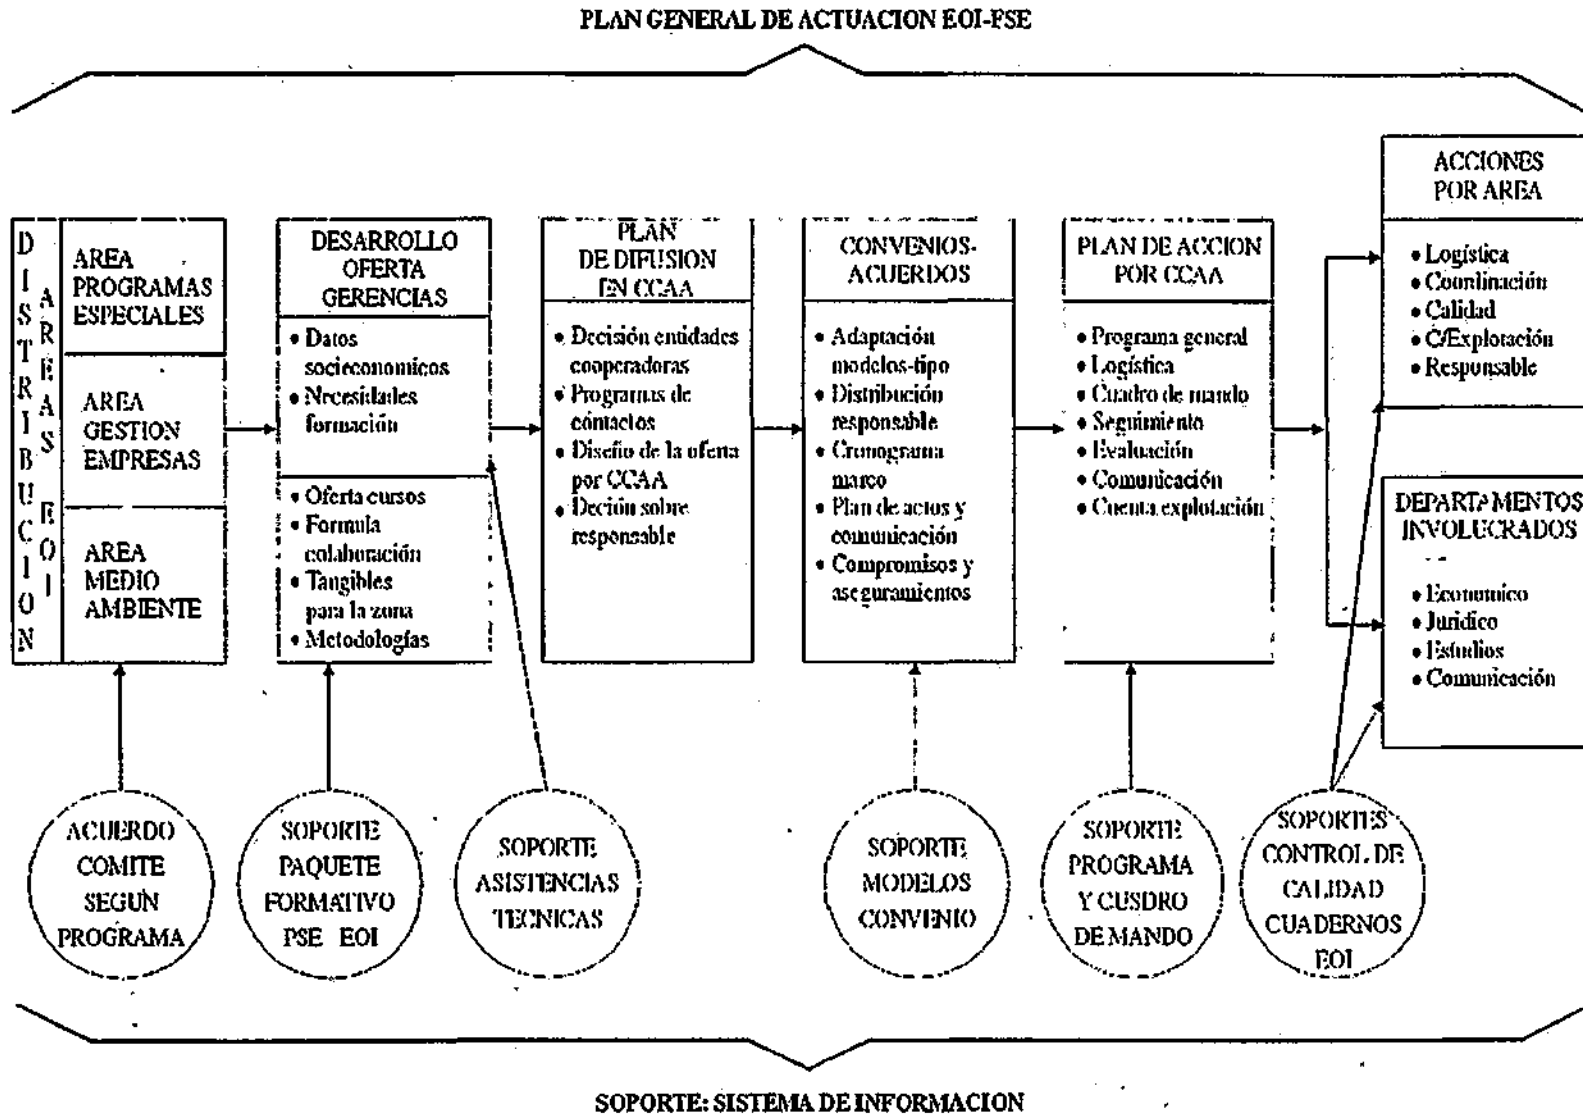 PLAN GENERAL DE ACTUACION EOI-FSE
DISTRIBUCION
AREAS EOI
AREA
PROGRAMAS
ESPECIALES
AREA
GESTION
EMPRESAS
AREA
MEDIO
AMBIENTE
DESARROLLO
OFERTA
GERENCIAS
• Datos
socioeconomicos
• Necesidades
formación
• Oferta cursos
• Formula
colaboración
• Tangibles
para la zona
• Metodologías
PLAN
DE DIFUSION
EN CCAA
• Decisión entidades
cooperadoras
• Programas de
cóntactos
• Diseño de la oferta
por CCAA
• Deción sobre
responsable
CONVENIOS-
ACUERDOS
• Adaptación
modelos-tipo
• Distribución
responsable
• Cronograma
marco
• Plan de actos y
comunicación
• Compromisos y
aseguramientos
PLAN DE ACCION
POR CCAA
• Programa general
• Logística
• Cuadro de mando
• Seguimiento
• Evaluación
• Comunicación
• Cuenta explotación
ACCIONES
POR AREA
• Logística
• Coordinación
• Calidad
• C/Explotación
• Responsable
DEPARTAMENTOS
INVOLUCRADOS
• Economico
• Juridico
• Estudios
• Comunicación
ACUERDO
COMITE
SEGUN
PROGRAMA
SOPORTE
PAQUETE
FORMATIVO
PSE EOI
SOPORTE
ASISTENCIAS
TECNICAS
SOPORTE
MODELOS
CONVENIO
SOPORTE
PROGRAMA
Y CUSDRO
DE MANDO
SOPORTES
CONTROL DE
CALIDAD
CUADERNOS
EOI
SOPORTE: SISTEMA DE INFORMACION